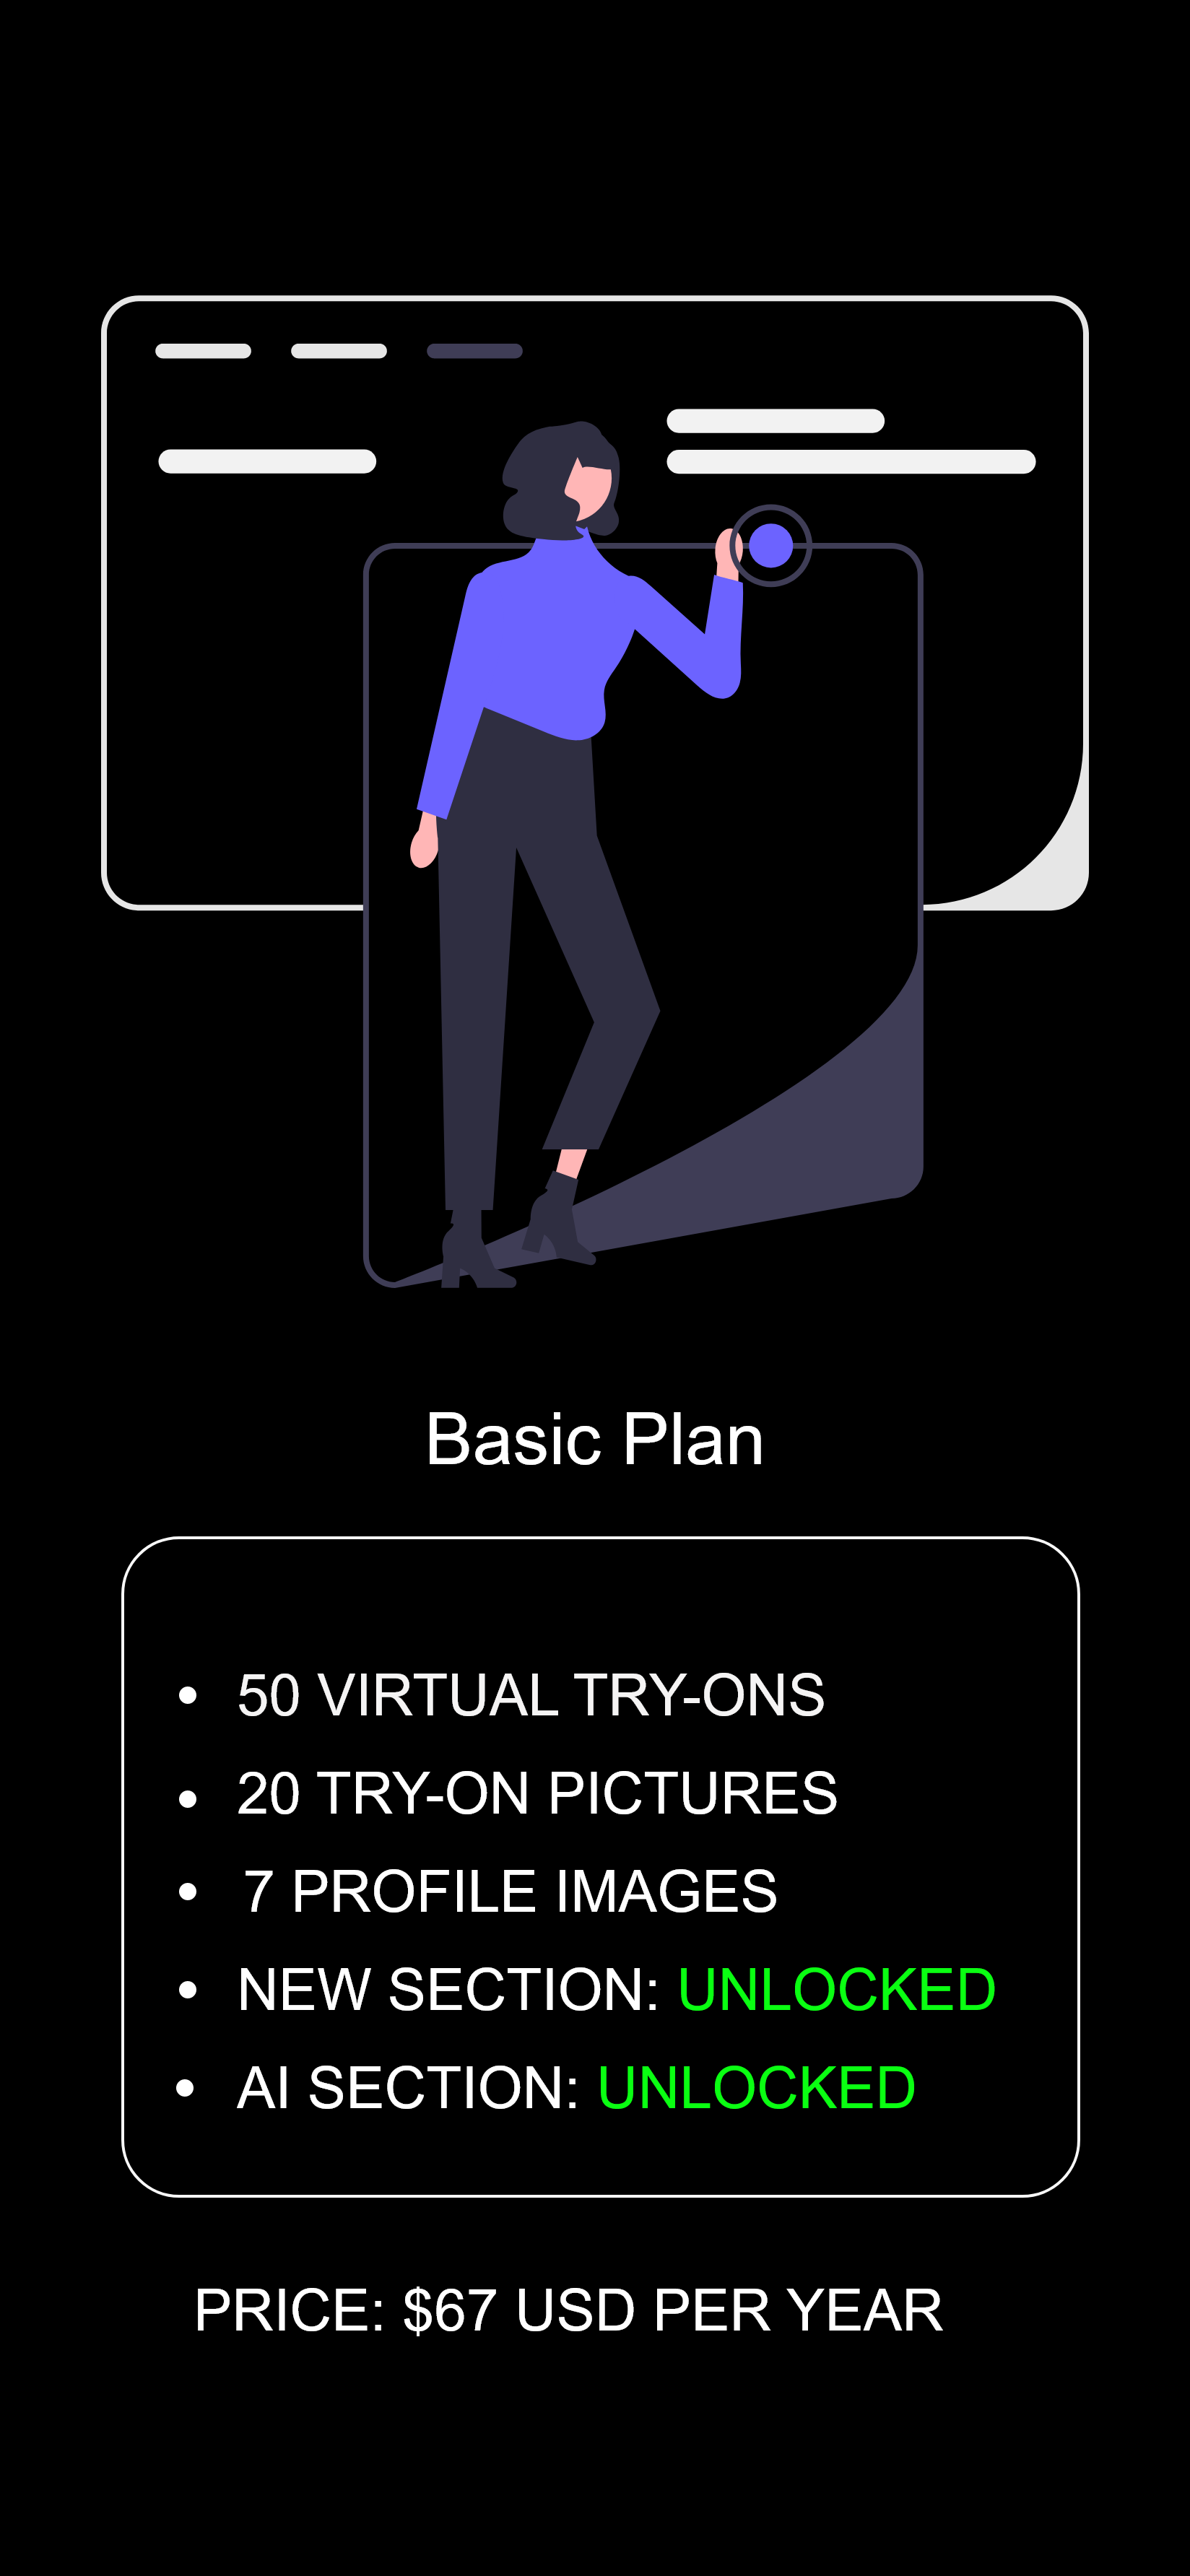 Basic Plan
• 50 VIRTUAL TRY-ONS
• 20 TRY-ON PICTURES
• 7 PROFILE IMAGES
• NEW SECTION: UNLOCKED
• AI SECTION: UNLOCKED
PRICE: $67 USD PER YEAR